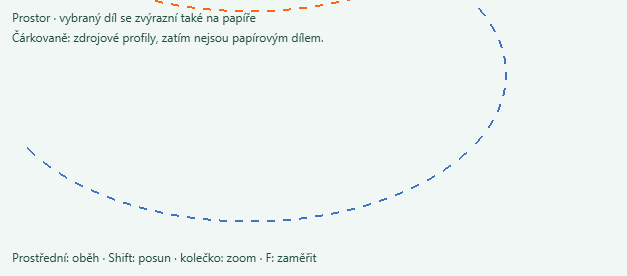 Prostor · vybraný díl se zvýrazní také na papíře
Čárkovaně: zdrojové profily, zatím nejsou papírovým dílem.
Prostřední: oběh · Shift: posun · kolečko: zoom · F: zaměřit